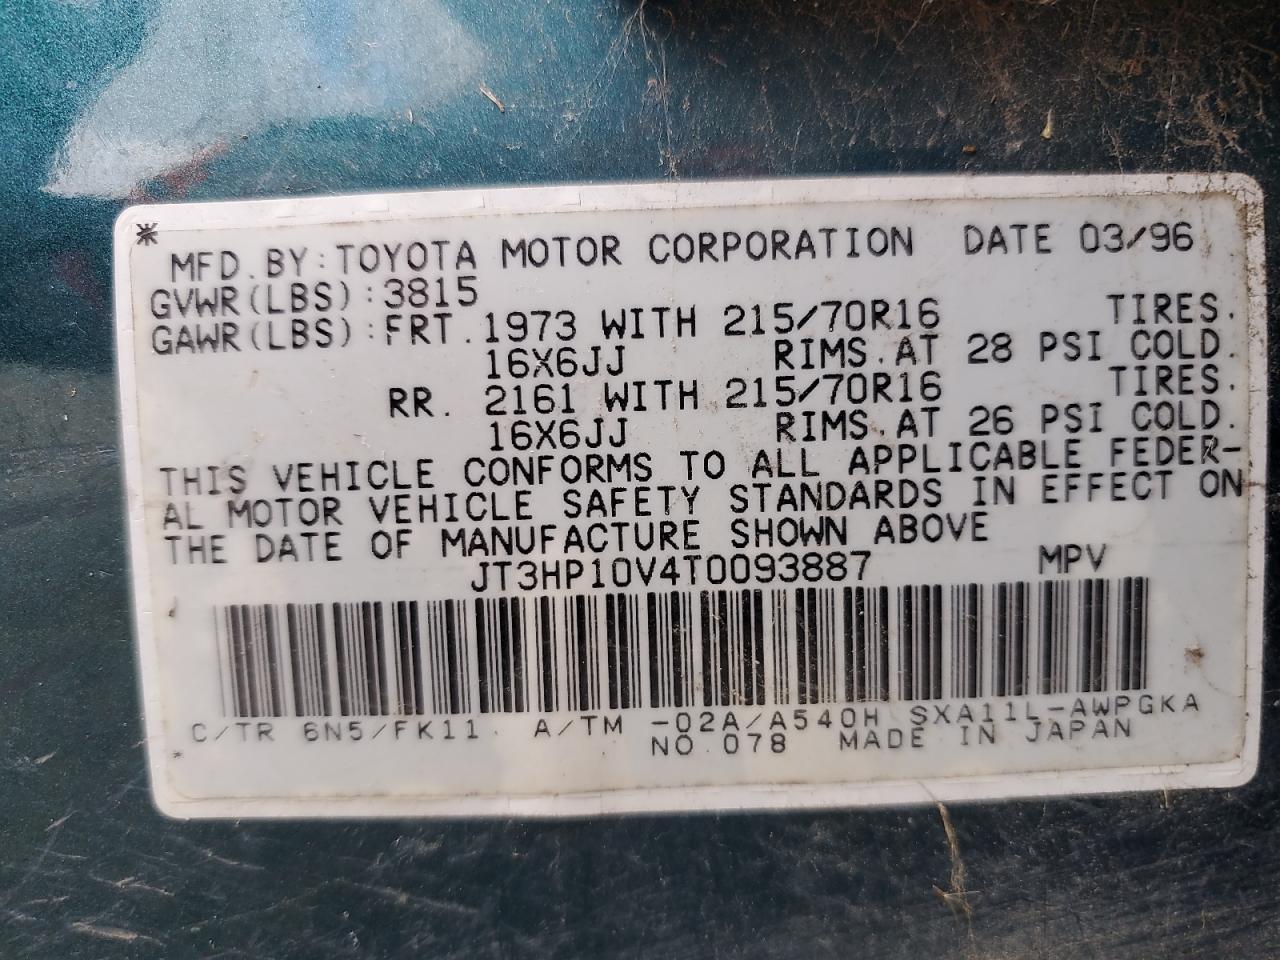 MFD.BY:TOYOTA MOTOR CORPORATION DATE 03/96
GVWR(LBS):3815
GAWR(LBS):FRT.1973 WITH 215/70R16 TIRES.
16X6JJ RIMS.AT 28 PSI COLD.
RR. 2161 WITH 215/70R16 TIRES.
16X6JJ RIMS.AT 26 PSI COLD.
THIS VEHICLE CONFORMS TO ALL APPLICABLE FEDER-
AL MOTOR VEHICLE SAFETY STANDARDS IN EFFECT ON
THE DATE OF MANUFACTURE SHOWN ABOVE
JT3HP10V4T0093887 MPV
C/TR 6N5/FK11. A/TM -02A/A540H SXA11L-AWPGKA
NO.078 MADE IN JAPAN